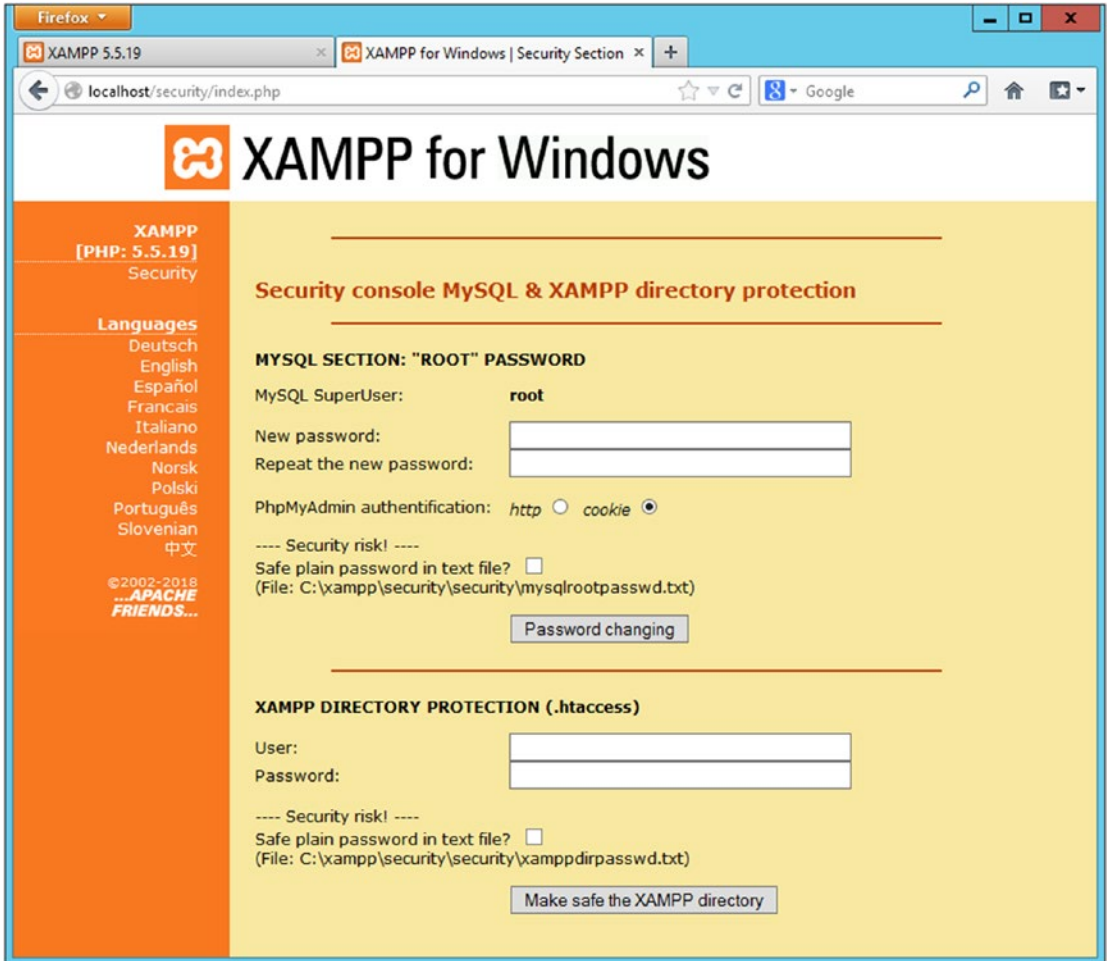 Firefox
XAMPP 5.5.19
XAMPP for Windows | Security Section
localhost/security/index.php
Google
XAMPP for Windows
XAMPP
[PHP: 5.5.19]
Security
Languages
Deutsch
English
Español
Francais
Italiano
Nederlands
Norsk
Polski
Português
Slovenian
中文
©2002-2018
...APACHE
FRIENDS...
Security console MySQL & XAMPP directory protection
MYSQL SECTION: "ROOT" PASSWORD
MySQL SuperUser: root
New password:
Repeat the new password:
PhpMyAdmin authentification: http cookie
---- Security risk! ----
Safe plain password in text file?
(File: C:\xampp\security\security\mysqlrootpasswd.txt)
Password changing
XAMPP DIRECTORY PROTECTION (.htaccess)
User:
Password:
---- Security risk! ----
Safe plain password in text file?
(File: C:\xampp\security\security\xamppdirpasswd.txt)
Make safe the XAMPP directory